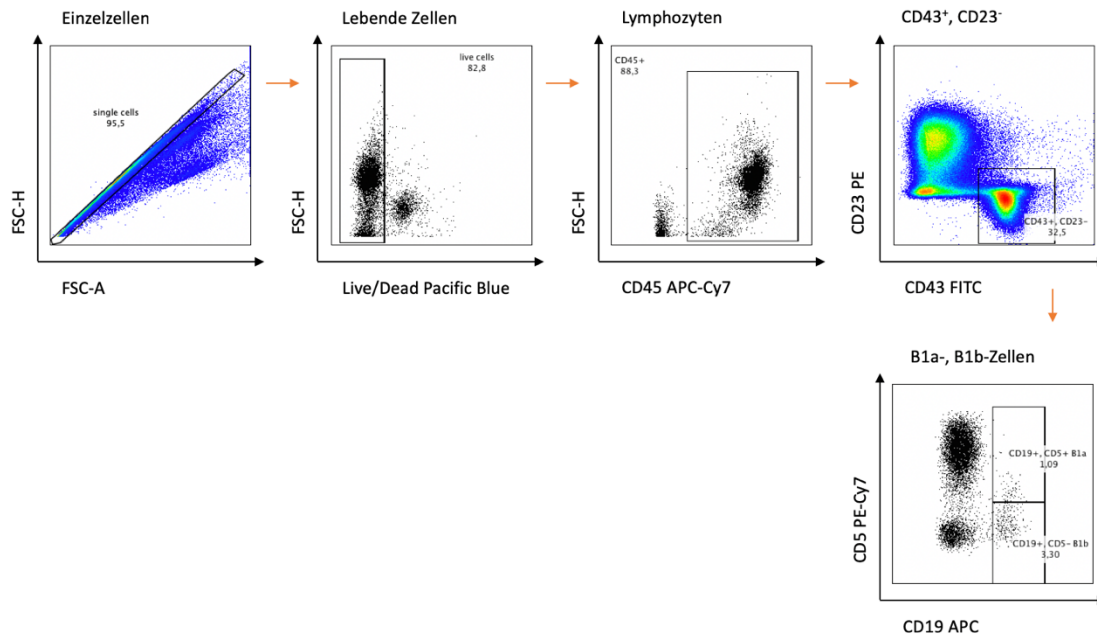 Einzelzellen
single cells
95,5
FSC-H
FSC-A
Lebende Zellen
live cells
82,8
FSC-H
Live/Dead Pacific Blue
Lymphozyten
CD45+
88,3
FSC-H
CD45 APC-Cy7
CD43⁺, CD23⁻
CD43+, CD23-
32,5
CD23 PE
CD43 FITC
B1a-, B1b-Zellen
CD19+, CD5+ B1a
1,09
CD19+, CD5- B1b
3,30
CD5 PE-Cy7
CD19 APC